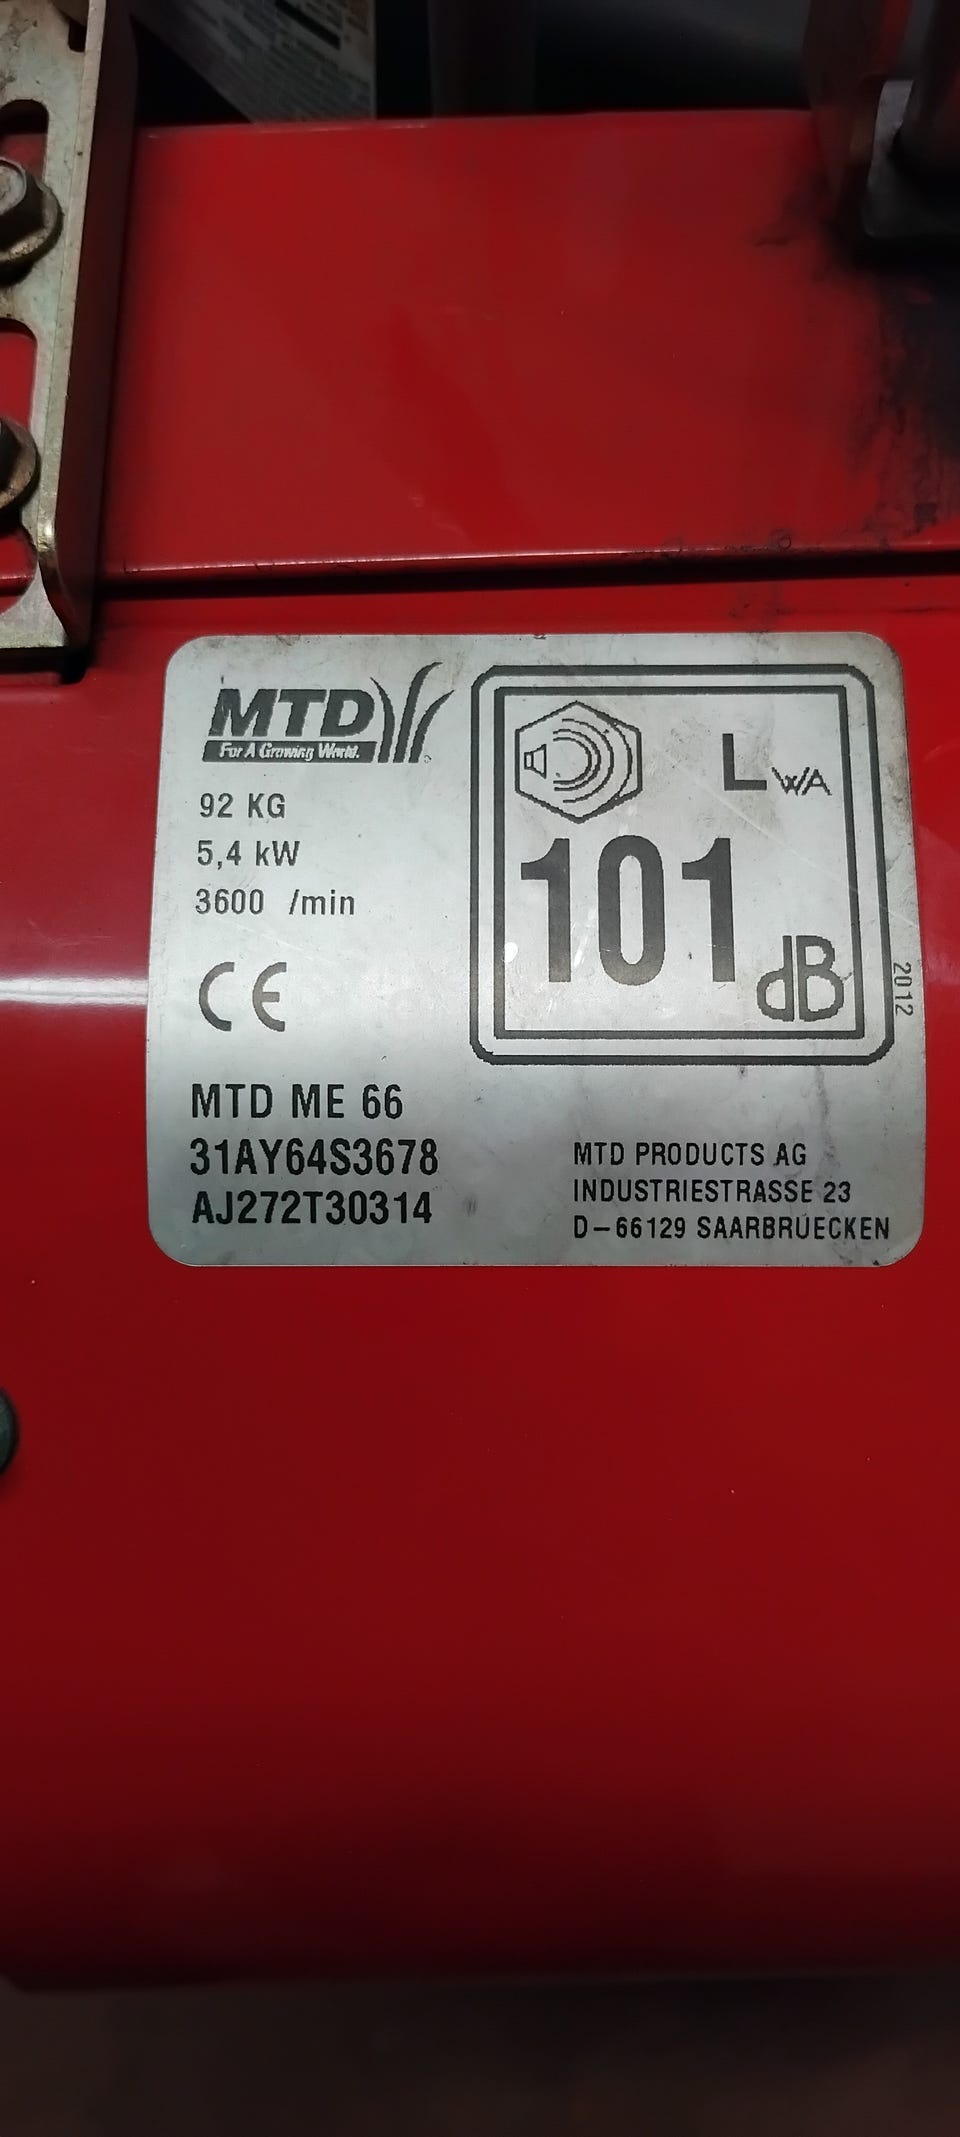 MTD
For A Growing World.
92 KG
5,4 kW
3600 /min
CE
LWA
101
dB
2012
MTD ME 66
31AY64S3678
AJ272T30314
MTD PRODUCTS AG
INDUSTRIESTRASSE 23
D-66129 SAARBRUECKEN